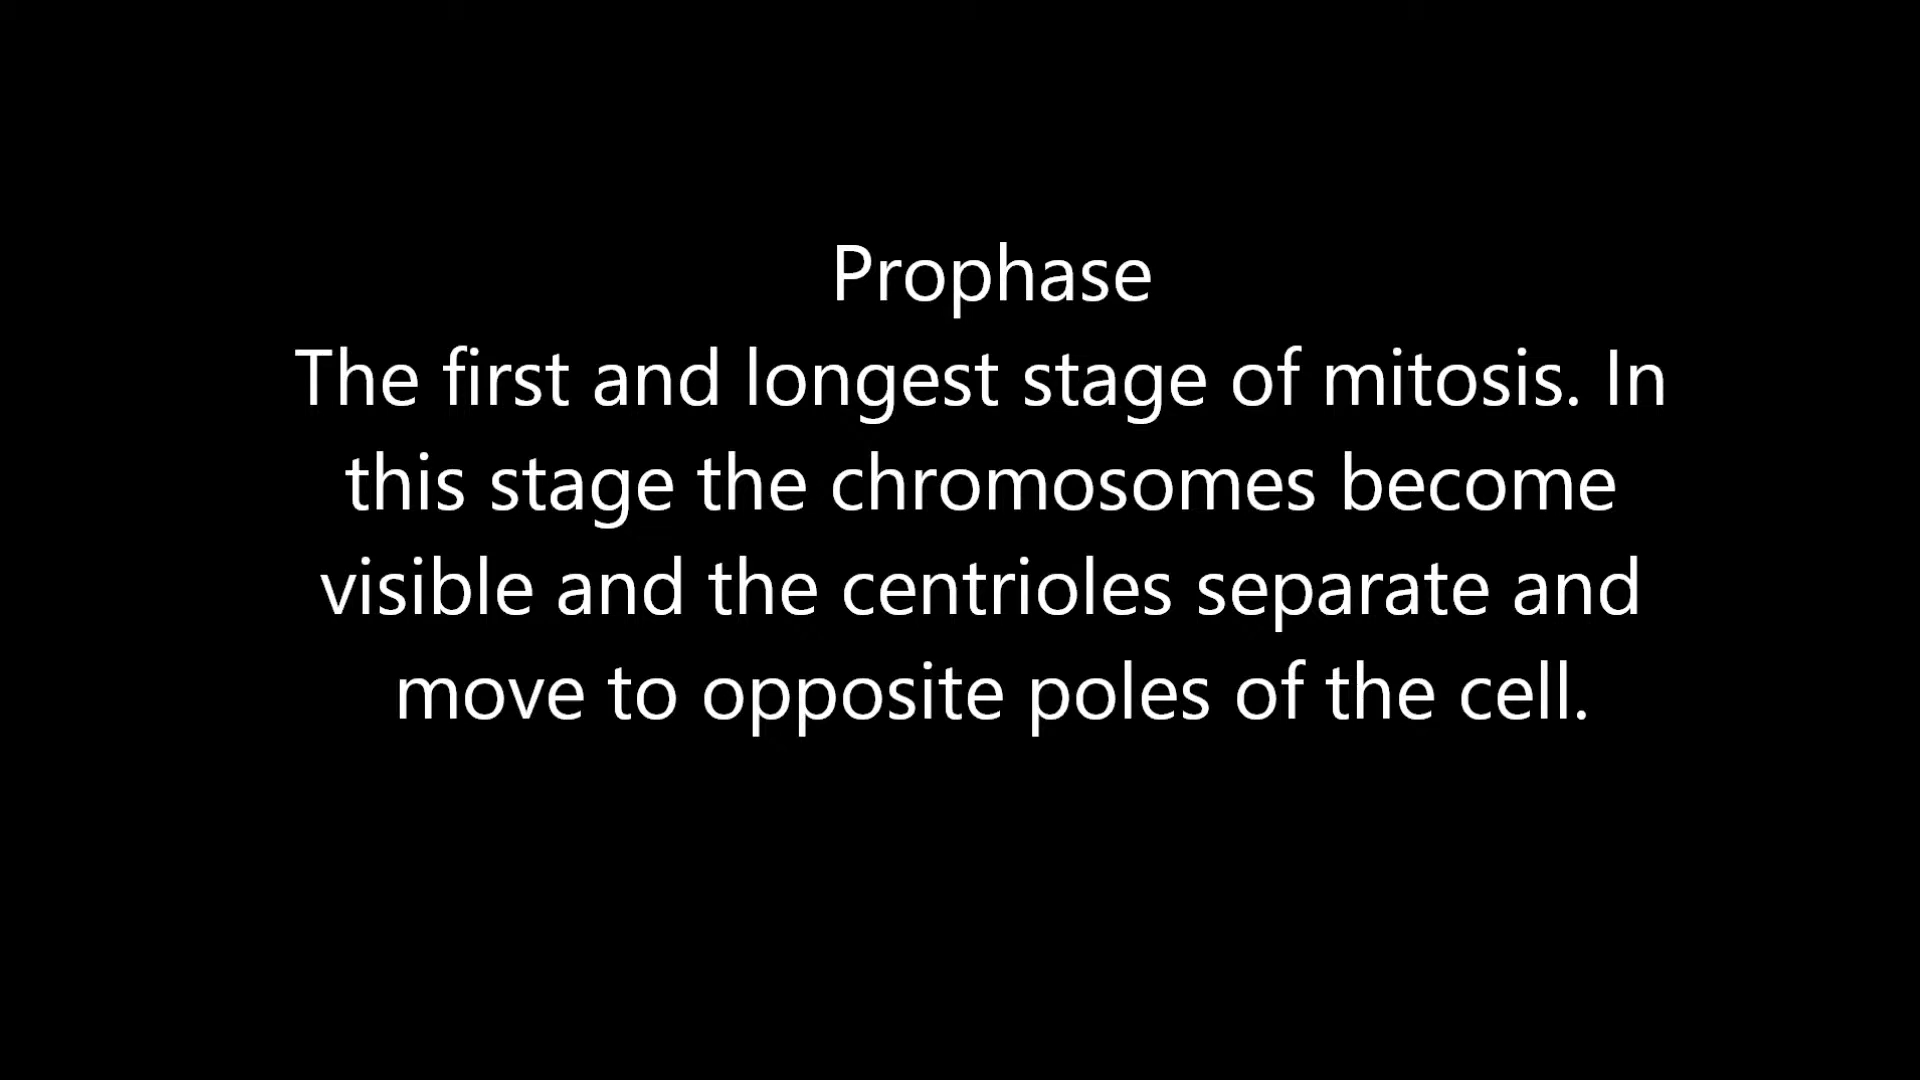 Prophase
The first and longest stage of mitosis. In
this stage the chromosomes become
visible and the centrioles separate and
move to opposite poles of the cell.